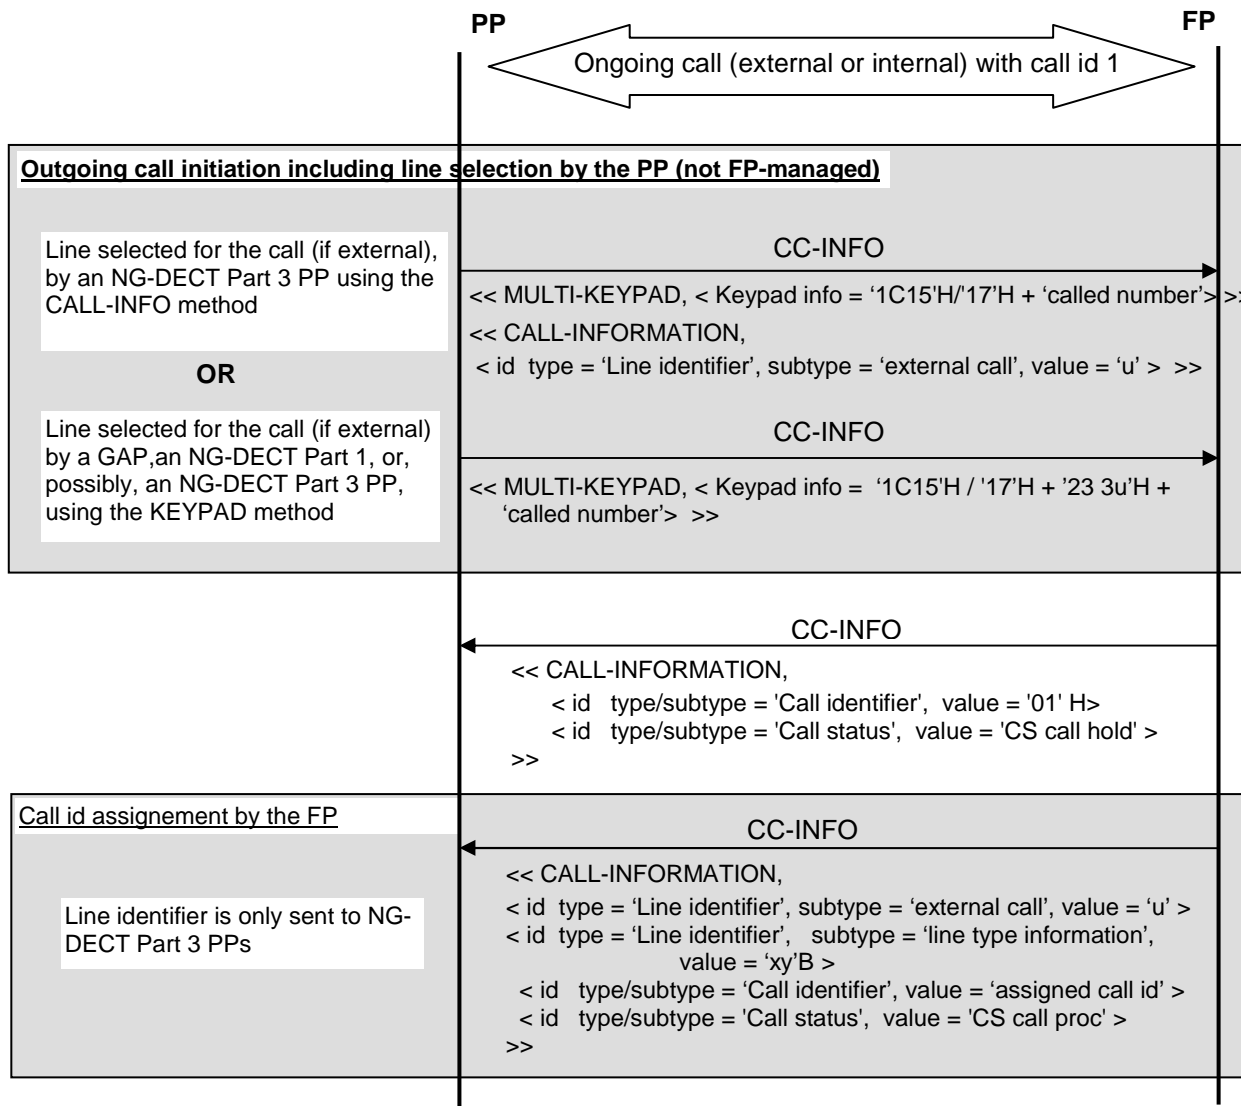 PP
FP
Ongoing call (external or internal) with call id 1
Outgoing call initiation including line selection by the PP (not FP-managed)
Line selected for the call (if external),
by an NG-DECT Part 3 PP using the
CALL-INFO method
CC-INFO
<< MULTI-KEYPAD, < Keypad info = ‘1C15'H/'17’H + ‘called number’> >>
<< CALL-INFORMATION,
< id type = ‘Line identifier’, subtype = ‘external call’, value = ‘u’ > >>
OR
Line selected for the call (if external)
by a GAP,an NG-DECT Part 1, or,
possibly, an NG-DECT Part 3 PP,
using the KEYPAD method
CC-INFO
<< MULTI-KEYPAD, < Keypad info = ‘1C15'H / '17’H + '23 3u’H +
‘called number’> >>
CC-INFO
<< CALL-INFORMATION,
< id type/subtype = 'Call identifier', value = '01' H>
< id type/subtype = 'Call status', value = 'CS call hold' >
>>
Call id assignement by the FP
CC-INFO
<< CALL-INFORMATION,
< id type = ‘Line identifier’, subtype = ‘external call’, value = ‘u’ >
< id type = ‘Line identifier’, subtype = ‘line type information’,
value = ‘xy’B >
< id type/subtype = ‘Call identifier’, value = ‘assigned call id’ >
< id type/subtype = 'Call status', value = 'CS call proc' >
>>
Line identifier is only sent to NG-
DECT Part 3 PPs